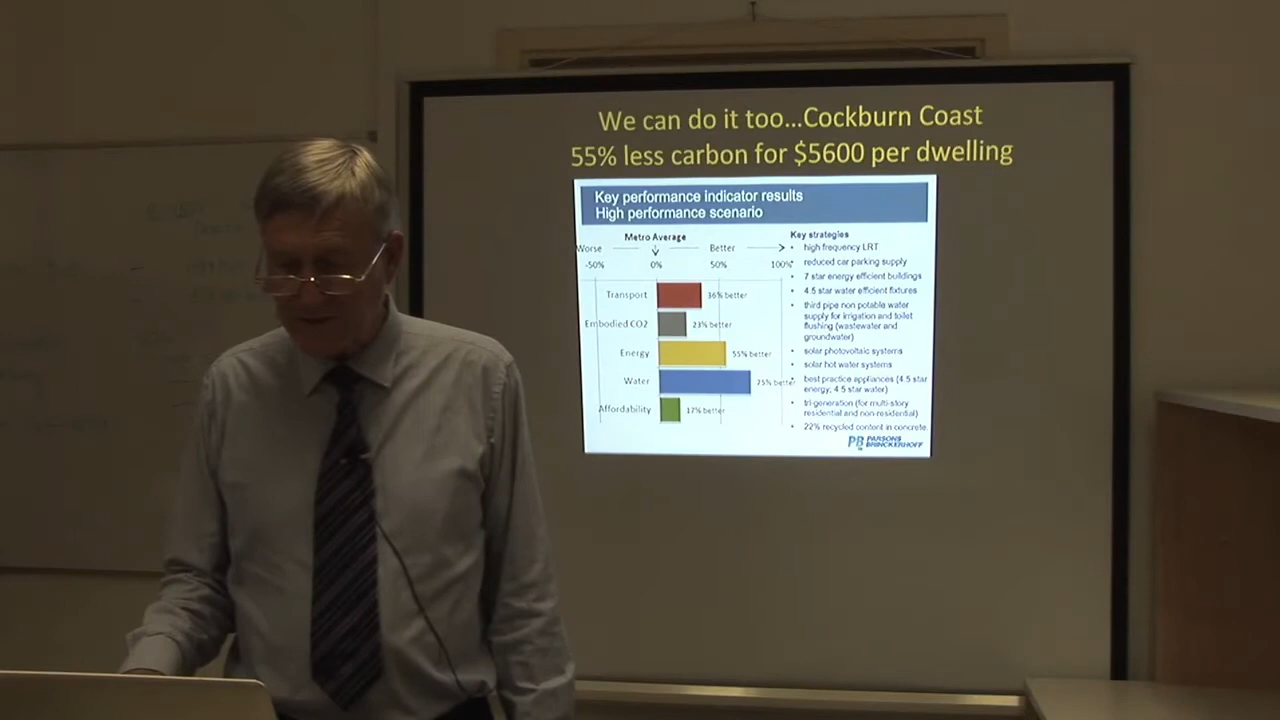 We can do it too...Cockburn Coast
55% less carbon for $5600 per dwelling
Key performance indicator results
High performance scenario
Metro Average
Worse
Better
-50%
0%
50%
100%
Transport
36% better
Embodied CO2
23% better
Energy
55% better
Water
75% better
Affordability
17% better
Key strategies
• high frequency LRT
• reduced car parking supply
• 7 star energy efficient buildings
• 4.5 star water efficient fixtures
• third pipe non potable water
supply for irrigation and toilet
flushing (wastewater and
groundwater)
• solar photovoltaic systems
• solar hot water systems
• best practice appliances (4.5 star
energy, 4.5 star water)
• tri-generation (for multi-story
residential and non-residential)
• 22% recycled content in concrete.
PB PARSONS
BRINCKERHOFF